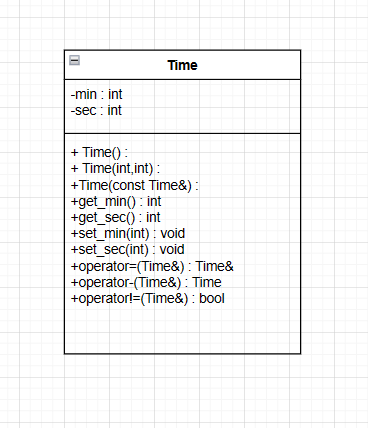 Time
-min : int
-sec : int
+ Time() :
+ Time(int,int) :
+Time(const Time&) :
+get_min() : int
+get_sec() : int
+set_min(int) : void
+set_sec(int) : void
+operator=(Time&) : Time&
+operator-(Time&) : Time
+operator!=(Time&) : bool